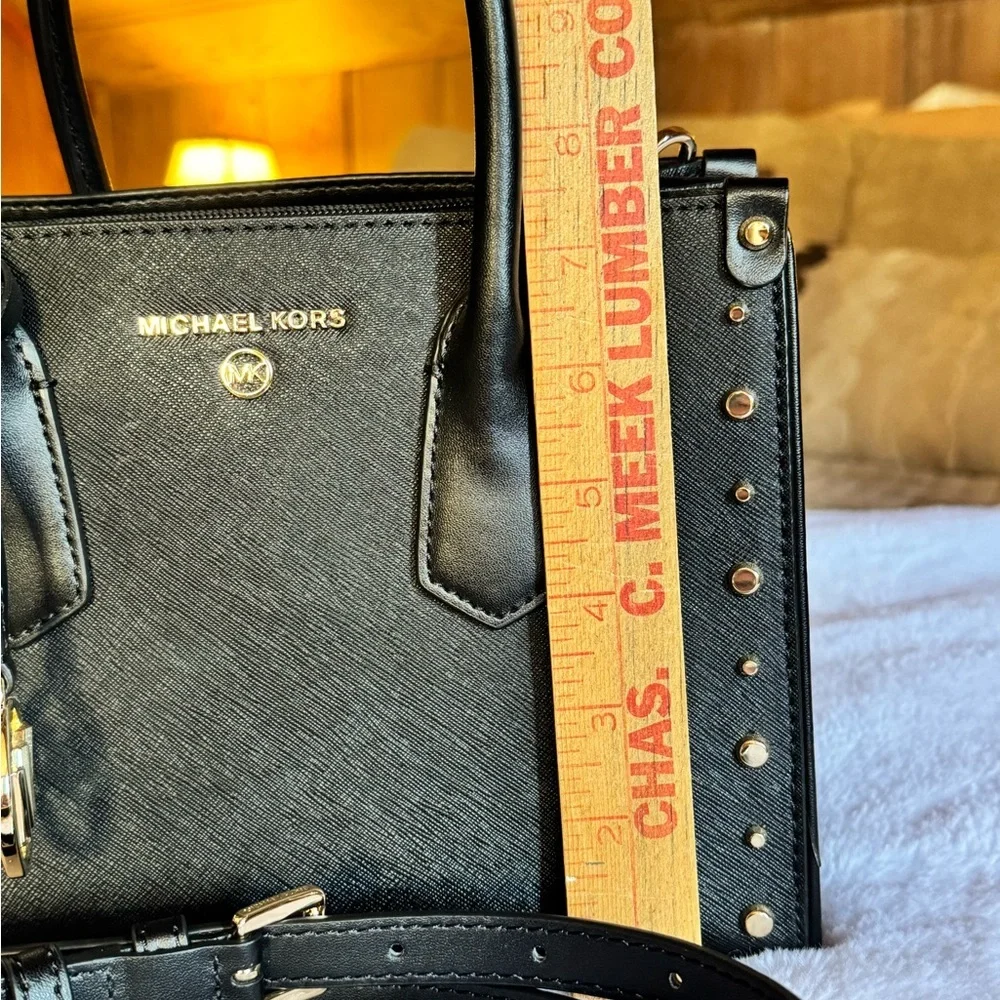 MICHAEL KORS
MK
CHAS. C. MEEK LUMBER CO
2 3 4 5 6 7 8 9